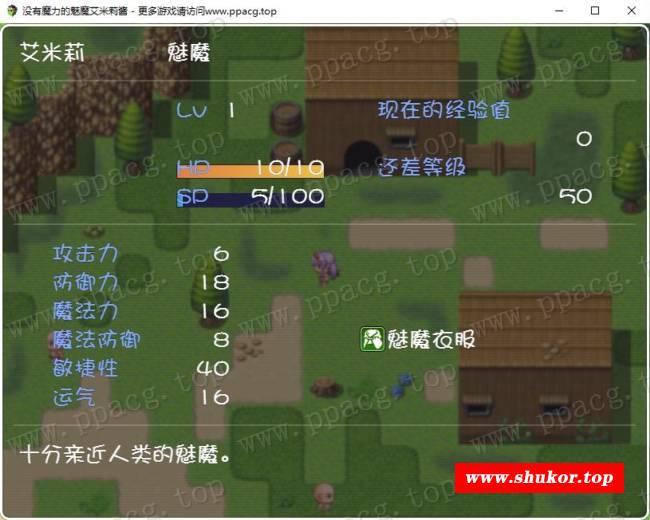 没有魔力的魅魔艾米莉酱 - 更多游戏请访问www.ppacg.top
艾米莉 魅魔
Lv 1 现在的经验值
0
HP 10/10 还差等级
SP 5/100 50
攻击力 6
防御力 18
魔法力 16
魔法防御 8 魅魔衣服
敏捷性 40
运气 16
十分亲近人类的魅魔。
www.shukor.top
www.ppacg.top